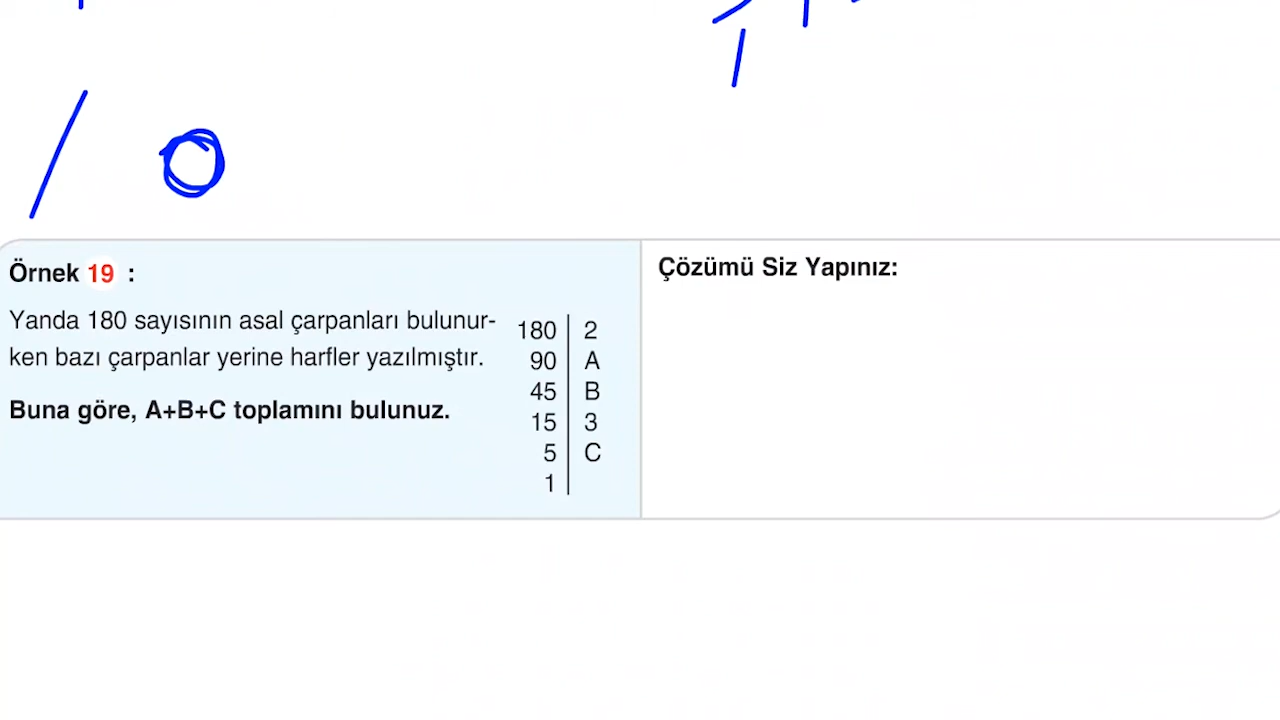 Örnek 19 :
Yanda 180 sayısının asal çarpanları bulunur-
ken bazı çarpanlar yerine harfler yazılmıştır.
Buna göre, A+B+C toplamını bulunuz.
180 | 2
90 | A
45 | B
15 | 3
5 | C
1 |
Çözümü Siz Yapınız: